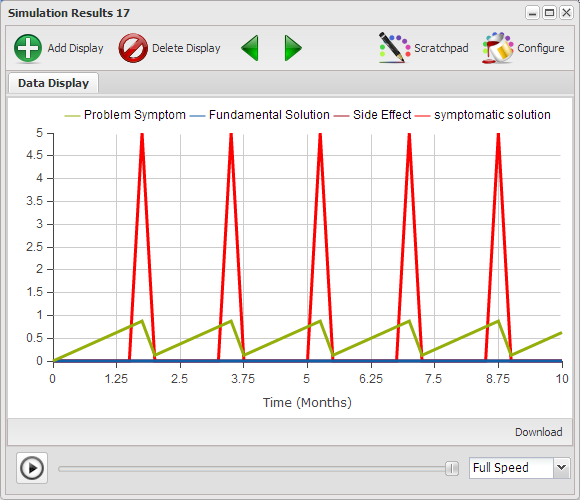 Simulation Results 17
Add Display Delete Display Scratchpad Configure
Data Display
Problem Symptom Fundamental Solution Side Effect symptomatic solution
5
4.5
4
3.5
3
2.5
2
1.5
1
0.5
0
0 1.25 2.5 3.75 5 6.25 7.5 8.75 10
Time (Months)
Download
Full Speed